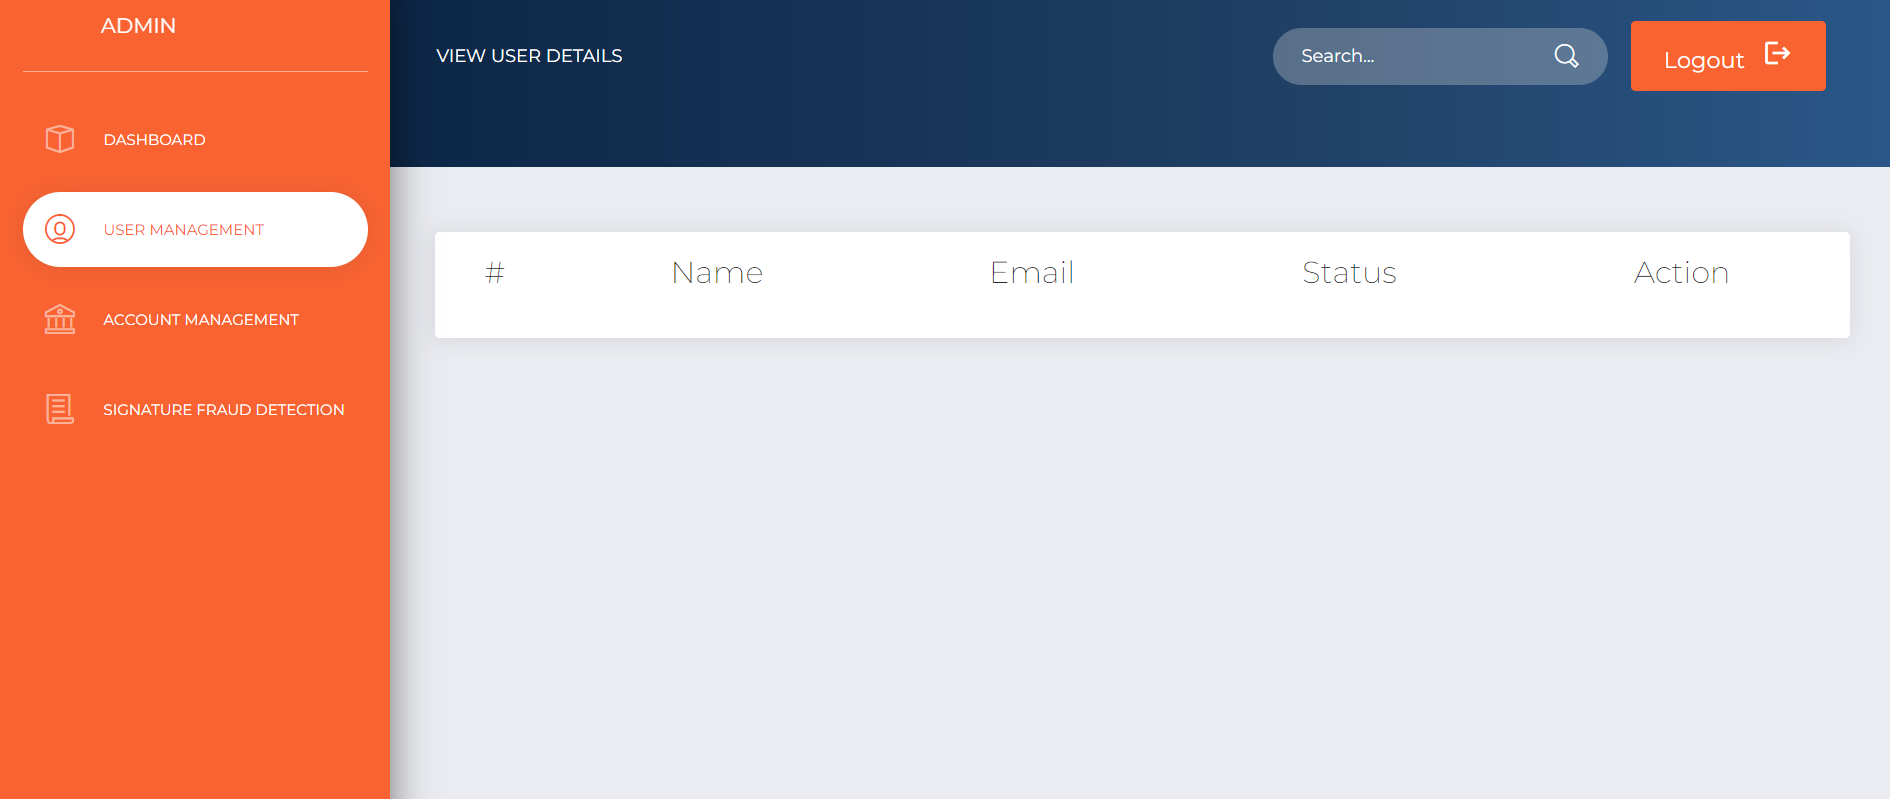 ADMIN
DASHBOARD
USER MANAGEMENT
ACCOUNT MANAGEMENT
SIGNATURE FRAUD DETECTION
VIEW USER DETAILS
Search...
Logout
# Name Email Status Action